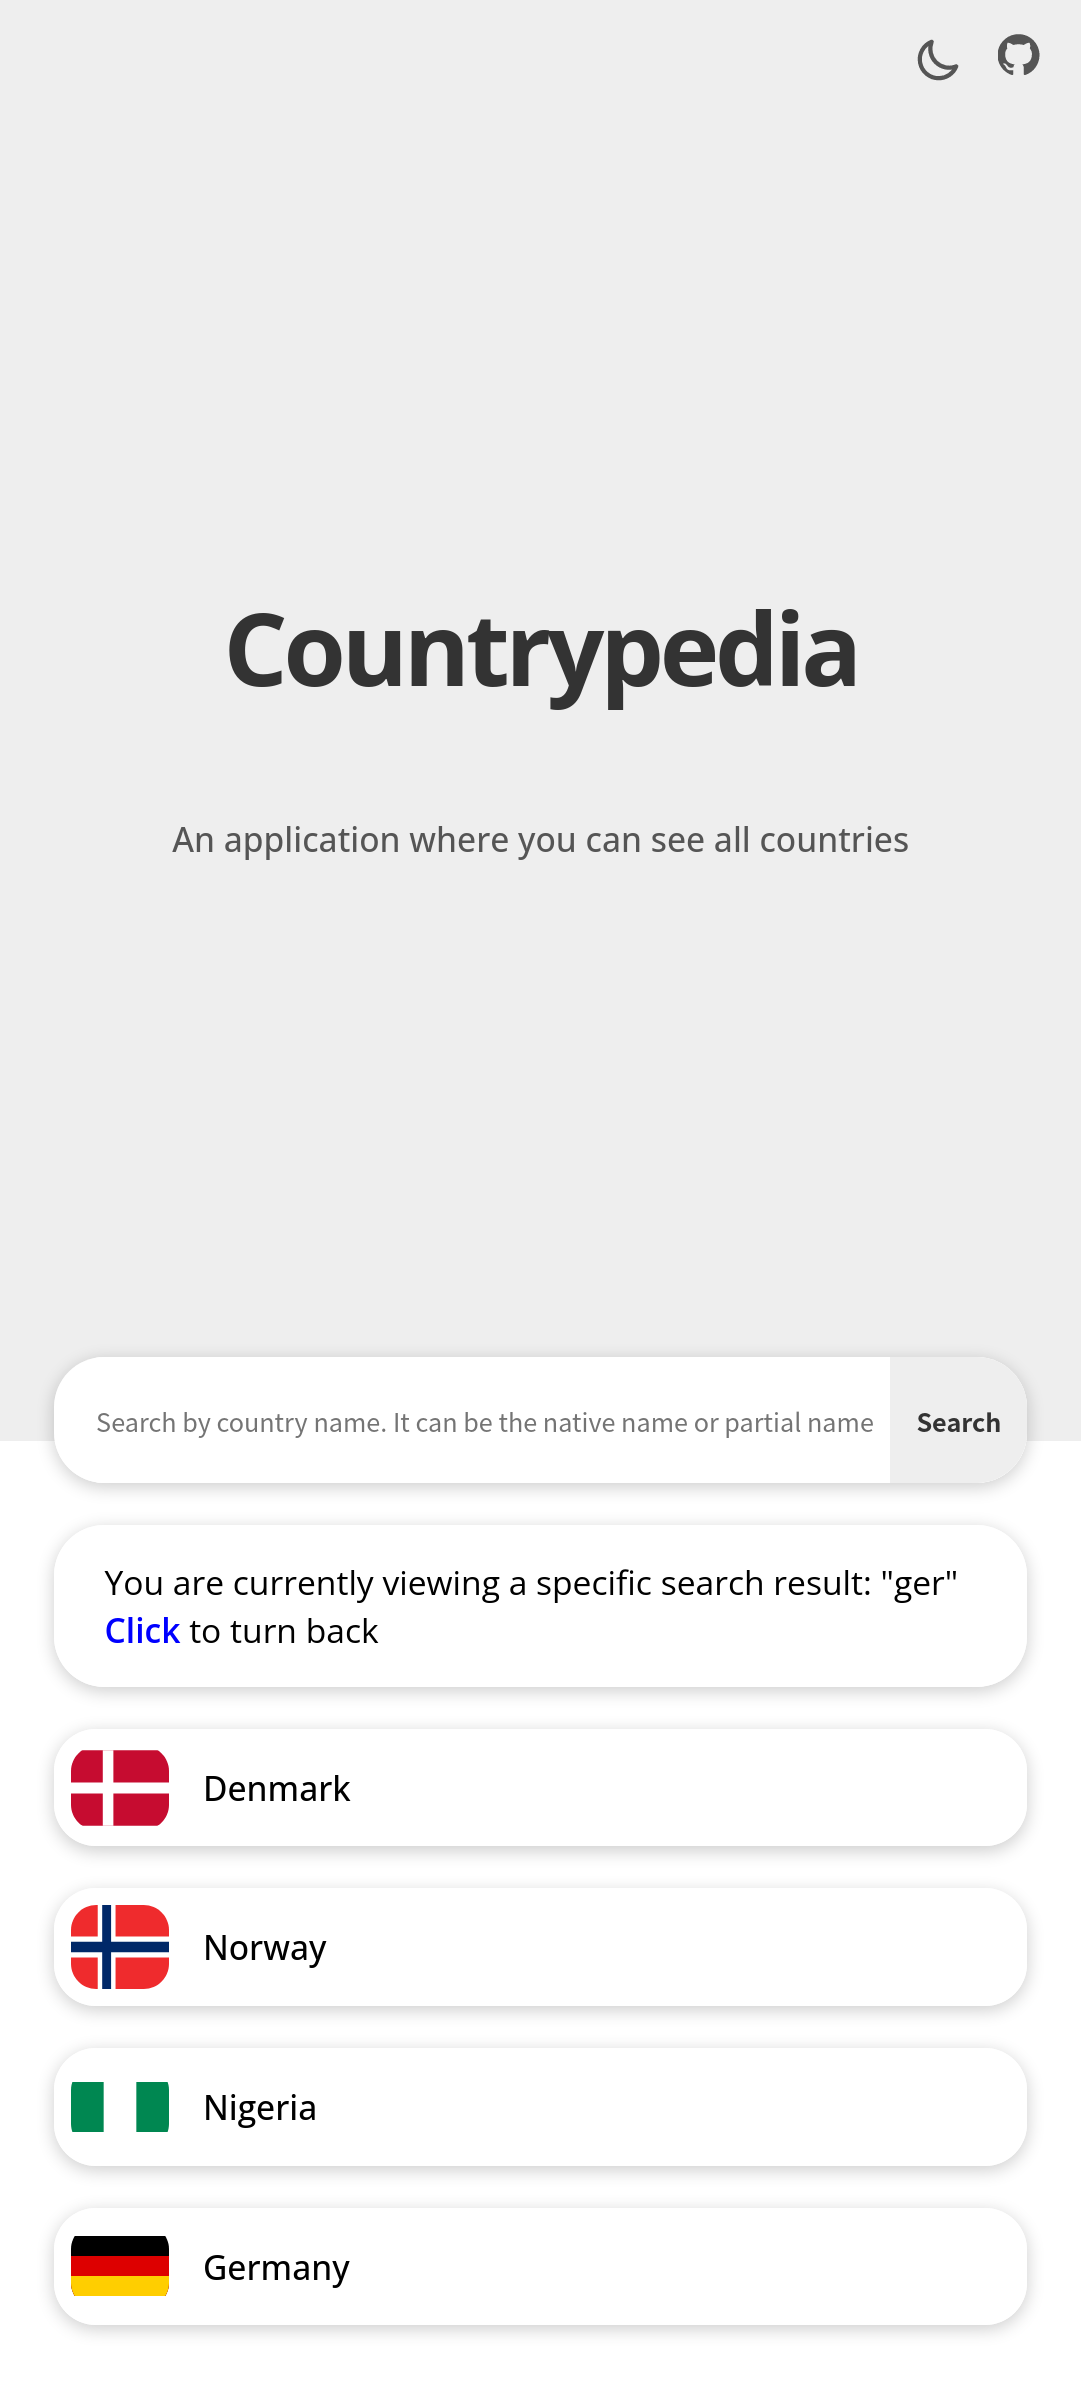 Countrypedia
An application where you can see all countries
Search by country name. It can be the native name or partial name
Search
You are currently viewing a specific search result: "ger"
Click to turn back
Denmark
Norway
Nigeria
Germany